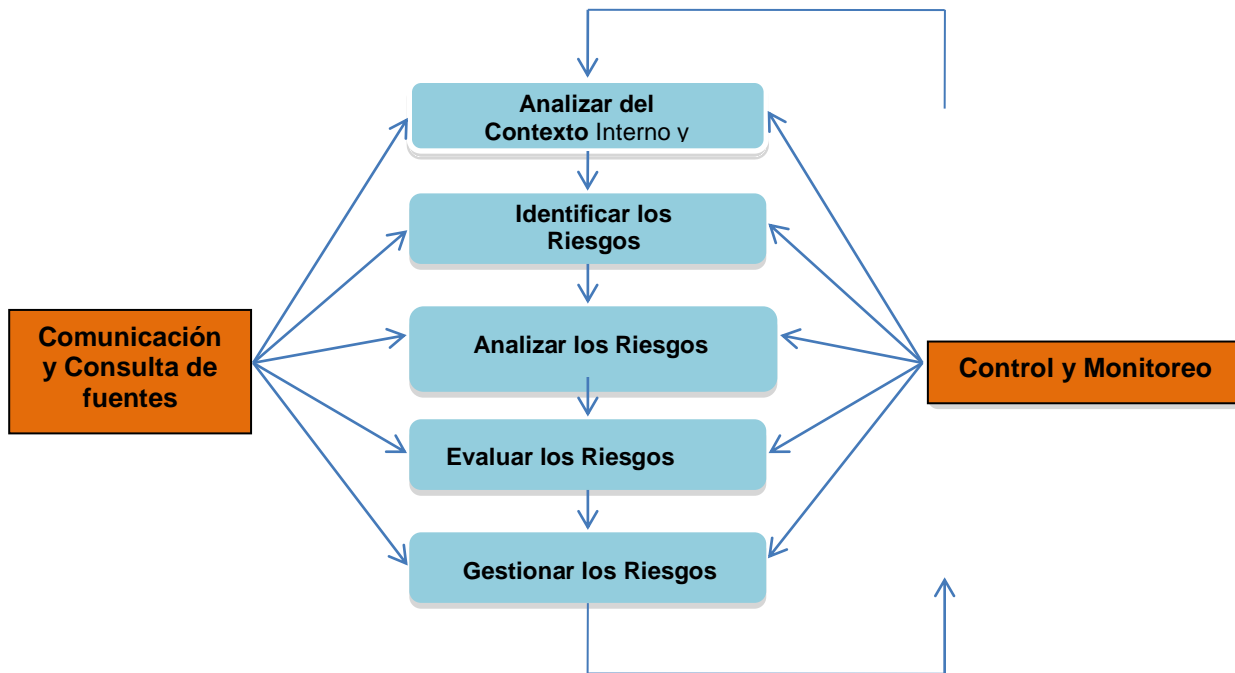 Analizar del
Contexto Interno y
Identificar los
Riesgos
Comunicación
y Consulta de
fuentes
Analizar los Riesgos
Control y Monitoreo
Evaluar los Riesgos
Gestionar los Riesgos